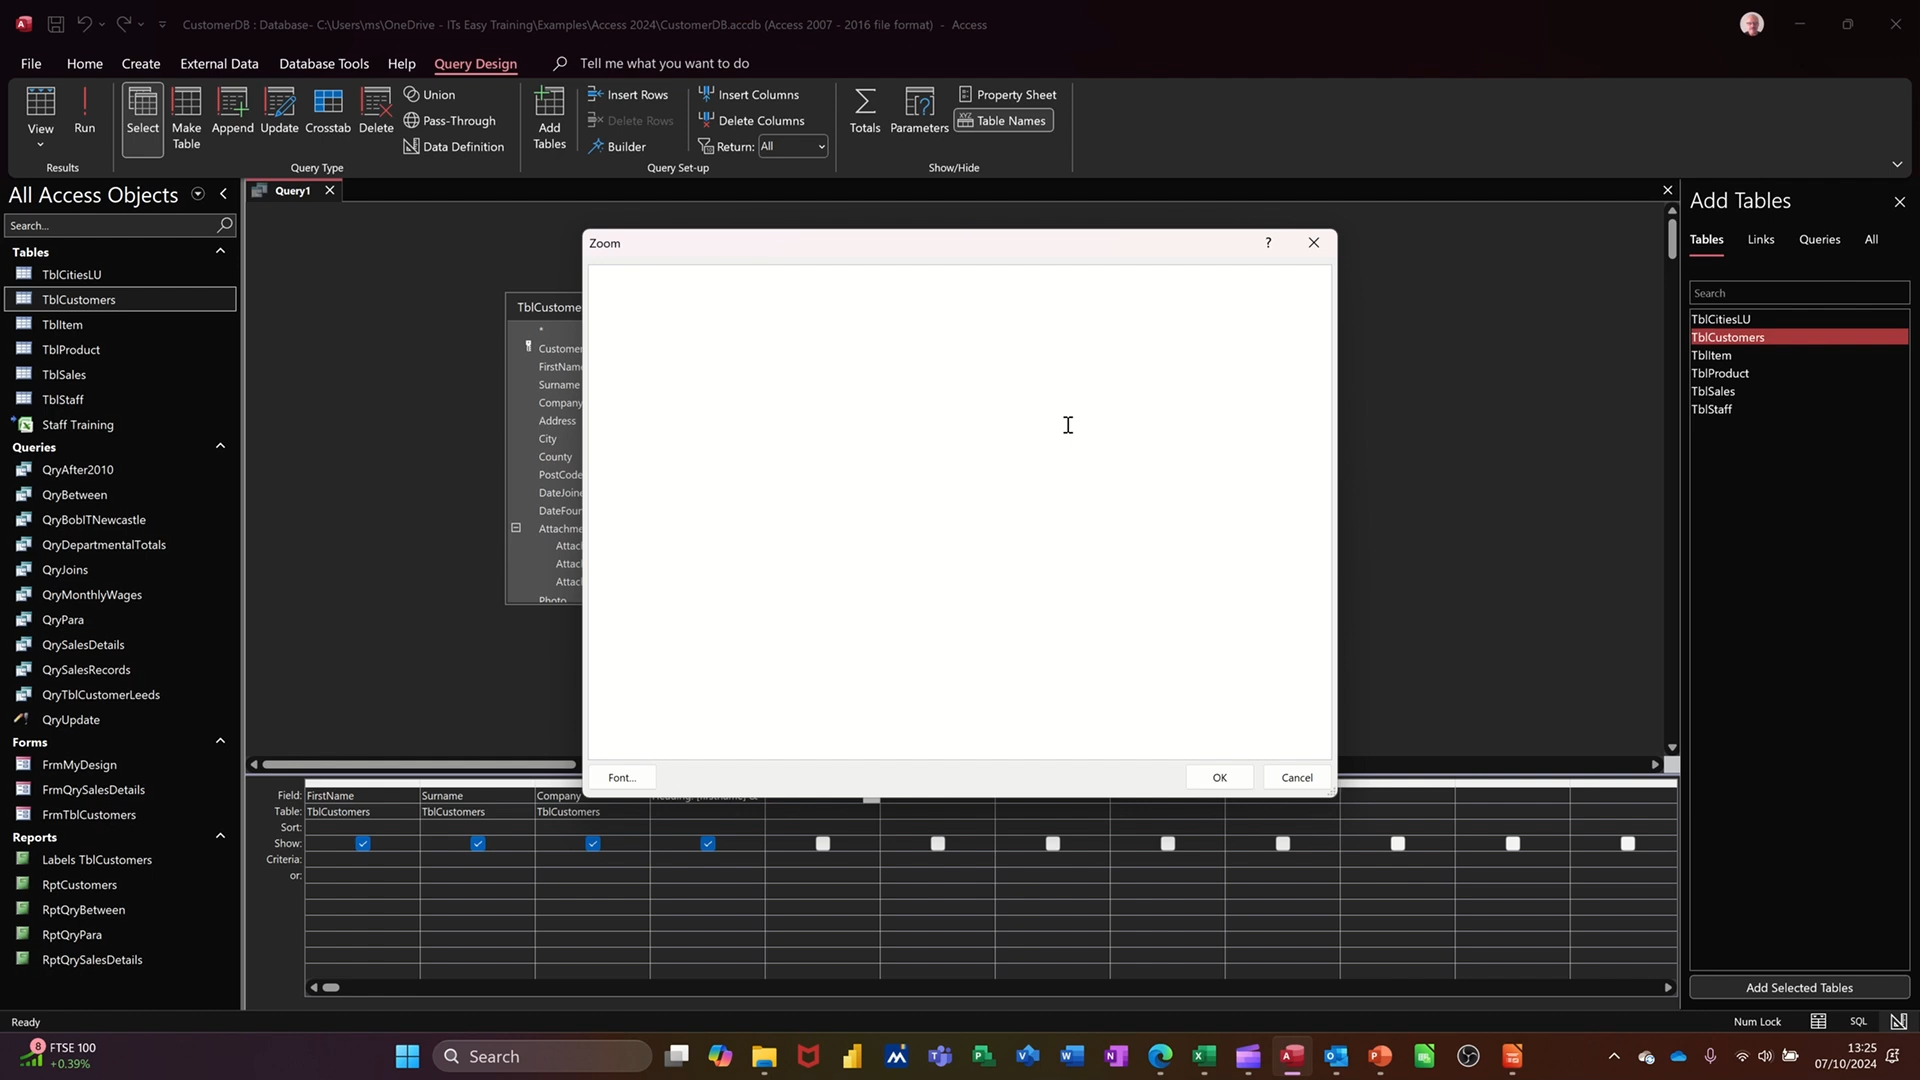 CustomerDB : Database- C:\Users\ms\OneDrive - ITs Easy Training\Examples\Access 2024\CustomerDB.accdb (Access 2007 - 2016 file format) - Access
File Home Create External Data Database Tools Help Query Design Tell me what you want to do
View
Run
Results
Select
Make Table
Append
Update
Crosstab
Delete
Union
Pass-Through
Data Definition
Query Type
Add Tables
Insert Rows
Delete Rows
Builder
Insert Columns
Delete Columns
Return: All
Query Set-up
Totals
Parameters
Property Sheet
XYZ Table Names
Show/Hide
All Access Objects
Search...
Tables
TblCitiesLU
TblCustomers
TblItem
TblProduct
TblSales
TblStaff
Staff Training
Queries
QryAfter2010
QryBetween
QryBobITNewcastle
QryDepartmentalTotals
QryJoins
QryMonthlyWages
QryPara
QrySalesDetails
QrySalesRecords
QryTblCustomerLeeds
QryUpdate
Forms
FrmMyDesign
FrmQrySalesDetails
FrmTblCustomers
Reports
Labels TblCustomers
RptCustomers
RptQryBetween
RptQryPara
RptQrySalesDetails
Query1
TblCustome
*
Customer
FirstName
Surname
Company
Address
City
County
PostCode
DateJoine
DateFour
Attachme
Attacl
Attacl
Attacl
Photo
Zoom
?
Font...
OK
Cancel
Field: FirstName Surname Company Heading: [firstname] &
Table: TblCustomers TblCustomers TblCustomers
Sort:
Show:
Criteria:
or:
Add Tables
Tables Links Queries All
Search
TblCitiesLU
TblCustomers
TblItem
TblProduct
TblSales
TblStaff
Add Selected Tables
Ready
Num Lock
SQL
8
FTSE 100
+0.39%
Search
13:25
07/10/2024